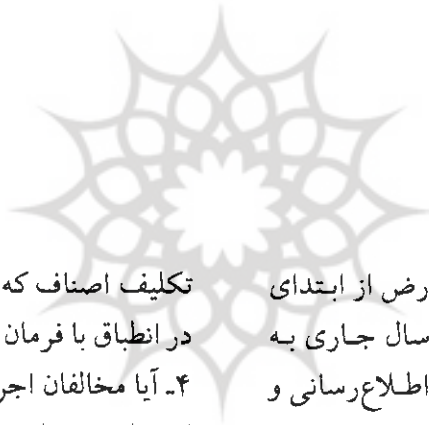 رض از ابتدای
سال جاری به
اطلاع‌رسانی و
تکلیف اصناف که
در انطباق با فرمان
۴ـ آیا مخالفان اجر